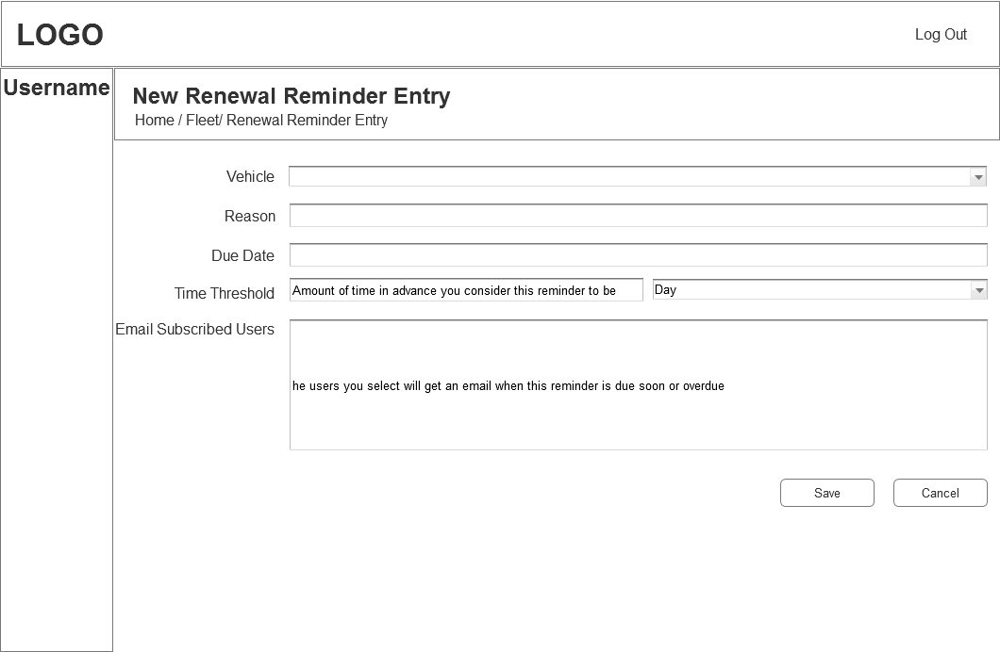 LOGO
Log Out
Username
New Renewal Reminder Entry
Home / Fleet/ Renewal Reminder Entry
Vehicle
Reason
Due Date
Time Threshold Amount of time in advance you consider this reminder to be Day
Email Subscribed Users
he users you select will get an email when this reminder is due soon or overdue
Save Cancel